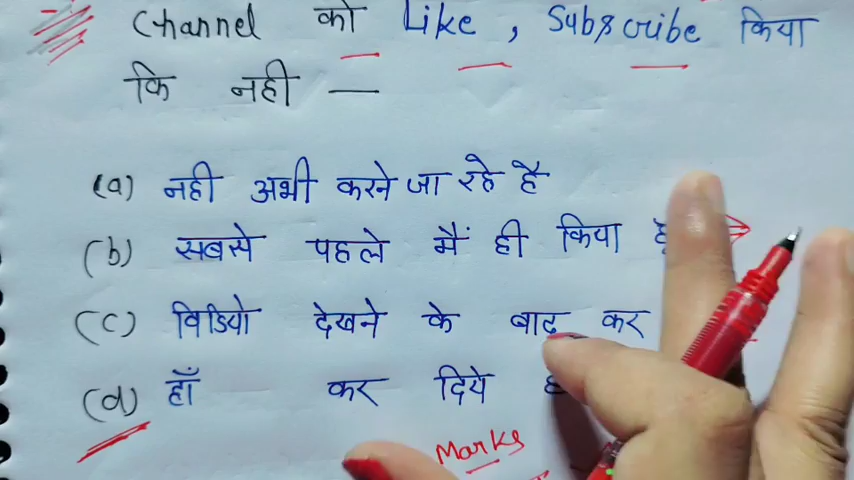 Channel को Like , Subscribe किया
कि नही —
(a) नही अभी करने जा रहे है
(b) सबसे पहले मैं ही किया
(c) विडियो देखने के बाद कर
(d) हाँ कर दिये
Marks